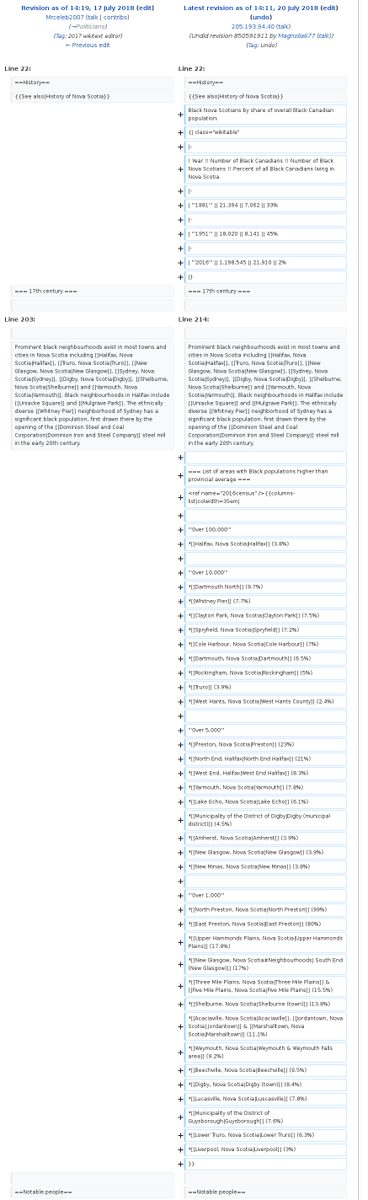 Revision as of 14:19, 17 July 2018 (edit)
Mrceleb2007 (talk | contribs)
(→Politicians)
(Tag: 2017 wikitext editor)
← Previous edit
Latest revision as of 14:11, 20 July 2018 (edit)
(undo)
205.193.94.40 (talk)
(Undid revision 850591911 by Magnolia677 (talk))
(Tag: Undo)
Line 22:
Line 22:
==History==
==History==
{{See also|History of Nova Scotia}}
{{See also|History of Nova Scotia}}
+ Black Nova Scotians by share of overall Black Canadian
population:
+ {| class="wikitable"
+ |-
+ ! Year !! Number of Black Canadians !! Number of Black
Nova Scotians !! Percent of all Black Canadians living in
Nova Scotia
+ |-
+ | '''1881''' || 21,394 || 7,062 || 33%
+ |-
+ | '''1951''' || 18,020 || 8,141 || 45%
+ |-
+ | '''2016''' || 1,198,545 || 21,910 || 2%
+ |}
=== 17th century ===
=== 17th century ===
Line 203:
Line 214:
Prominent black neighbourhoods exist in most towns and
cities in Nova Scotia including [[Halifax, Nova
Scotia|Halifax]], [[Truro, Nova Scotia|Truro]], [[New
Glasgow, Nova Scotia|New Glasgow]], [[Sydney, Nova
Scotia|Sydney]], [[Digby, Nova Scotia|Digby]], [[Shelburne,
Nova Scotia|Shelburne]] and [[Yarmouth, Nova
Scotia|Yarmouth]]. Black neighbourhoods in Halifax include
[[Uniacke Square]] and [[Mulgrave Park]]. The ethnically
diverse [[Whitney Pier]] neighborhood of Sydney has a
significant black population, first drawn there by the
opening of the [[Dominion Steel and Coal
Corporation|Dominion Iron and Steel Company]] steel mill
in the early 20th century.
Prominent black neighbourhoods exist in most towns and
cities in Nova Scotia including [[Halifax, Nova
Scotia|Halifax]], [[Truro, Nova Scotia|Truro]], [[New
Glasgow, Nova Scotia|New Glasgow]], [[Sydney, Nova
Scotia|Sydney]], [[Digby, Nova Scotia|Digby]], [[Shelburne,
Nova Scotia|Shelburne]] and [[Yarmouth, Nova
Scotia|Yarmouth]]. Black neighbourhoods in Halifax include
[[Uniacke Square]] and [[Mulgrave Park]]. The ethnically
diverse [[Whitney Pier]] neighborhood of Sydney has a
significant black population, first drawn there by the
opening of the [[Dominion Steel and Coal
Corporation|Dominion Iron and Steel Company]] steel mill
in the early 20th century.
+
+ === List of areas with Black populations higher than
provincial average ===
+ <ref name="2016census" /> {{columns-
list|colwidth=35em|
+
+ '''Over 100,000'''
+ *[[Halifax, Nova Scotia|Halifax]] (3.8%)
+
+ '''Over 10,000'''
+ *[[Dartmouth North]] (9.7%)
+ *[[Whitney Pier]] (7.7%)
+ *[[Clayton Park, Nova Scotia|Clayton Park]] (7.5%)
+ *[[Spryfield, Nova Scotia|Spryfield]] (7.2%)
+ *[[Cole Harbour, Nova Scotia|Cole Harbour]] (7%)
+ *[[Dartmouth, Nova Scotia|Dartmouth]] (6.5%)
+ *[[Rockingham, Nova Scotia|Rockingham]] (5%)
+ *[[Truro]] (3.9%)
+ *[[West Hants, Nova Scotia|West Hants County]] (2.4%)
+
+ '''Over 5,000'''
+ *[[Preston, Nova Scotia|Preston]] (23%)
+ *[[North End, Halifax|North End Halifax]] (21%)
+ *[[West End, Halifax|West End Halifax]] (8.3%)
+ *[[Yarmouth, Nova Scotia|Yarmouth]] (7.8%)
+ *[[Lake Echo, Nova Scotia|Lake Echo]] (6.1%)
+ *[[Municipality of the District of Digby|Digby (municipal
district)]] (4.5%)
+ *[[Amherst, Nova Scotia|Amherst]] (3.9%)
+ *[[New Glasgow, Nova Scotia|New Glasgow]] (3.9%)
+ *[[New Minas, Nova Scotia|New Minas]] (3.8%)
+
+ '''Over 1,000'''
+ *[[North Preston, Nova Scotia|North Preston]] (99%)
+ *[[East Preston, Nova Scotia|East Preston]] (80%)
+ *[[Upper Hammonds Plains, Nova Scotia|Upper Hammonds
Plains]] (17.9%)
+ *[[New Glasgow, Nova Scotia#Neighbourhoods| South End
(New Glasgow)]] (17%)
+ *[[Three Mile Plains, Nova Scotia|Three Mile Plains]] &
[[Five Mile Plains, Nova Scotia|Five Mile Plains]] (15.5%)
+ *[[Shelburne, Nova Scotia|Shelburne (town)]] (13.8%)
+ *[[Acaciaville, Nova Scotia|Acaciaville]], [[Jordantown, Nova
Scotia|Jordantown]] & [[Marshalltown, Nova
Scotia|Marshalltown]] (11.1%)
+ *[[Weymouth, Nova Scotia|Weymouth & Weymouth Falls
area]] (9.2%)
+ *[[Beechville, Nova Scotia|Beechville]] (9.5%)
+ *[[Digby, Nova Scotia|Digby (town)]] (8.4%)
+ *[[Lucasville, Nova Scotia|Luscasville]] (7.8%)
+ *[[Municipality of the District of
Guysborough|Guysborough]] (7.6%)
+ *[[Lower Truro, Nova Scotia|Lower Truro]] (6.3%)
+ *[[Liverpool, Nova Scotia|Liverpool]] (3%)
+ }}
==Notable people==
==Notable people==